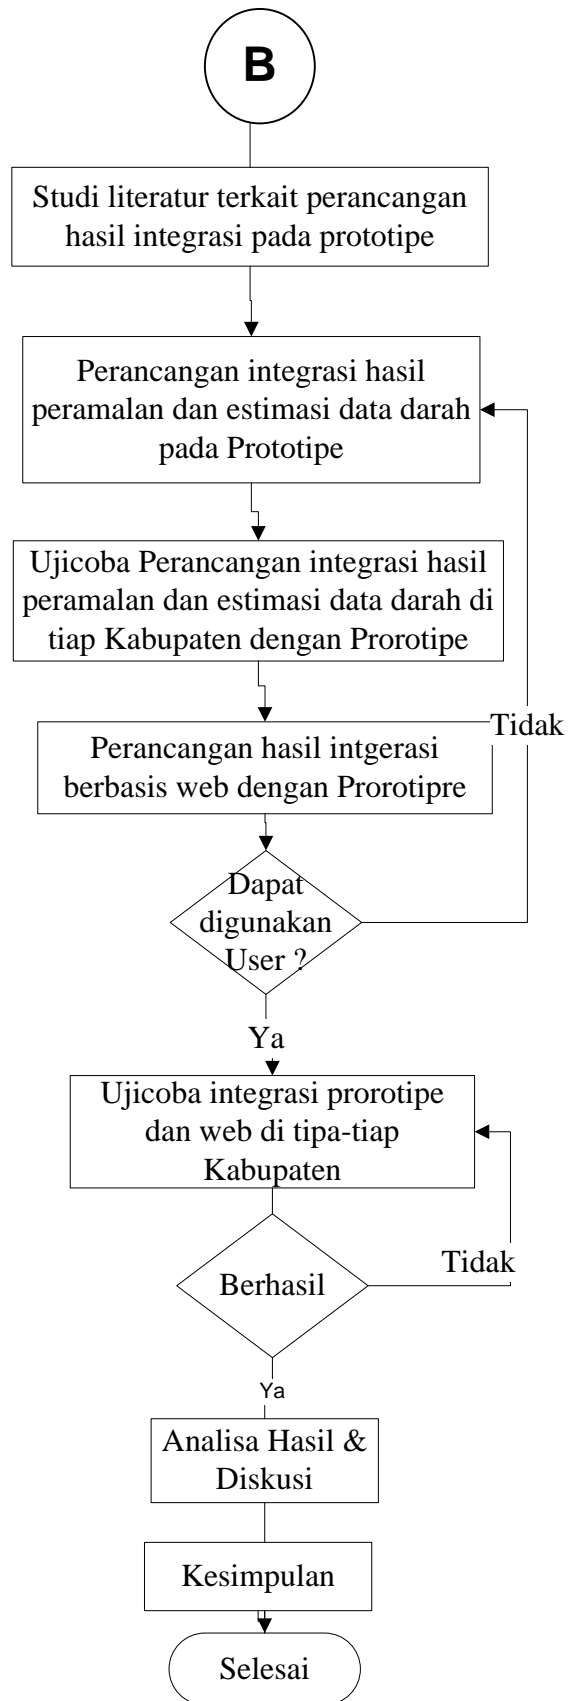 B
Studi literatur terkait perancangan
hasil integrasi pada prototipe
Perancangan integrasi hasil
peramalan dan estimasi data darah
pada Prototipe
Ujicoba Perancangan integrasi hasil
peramalan dan estimasi data darah di
tiap Kabupaten dengan Prorotipe
Tidak
Perancangan hasil intgerasi
berbasis web dengan Prorotipre
Dapat
digunakan
User ?
Ya
Ujicoba integrasi prorotipe
dan web di tipa-tiap
Kabupaten
Tidak
Berhasil
Ya
Analisa Hasil &
Diskusi
Kesimpulan
Selesai